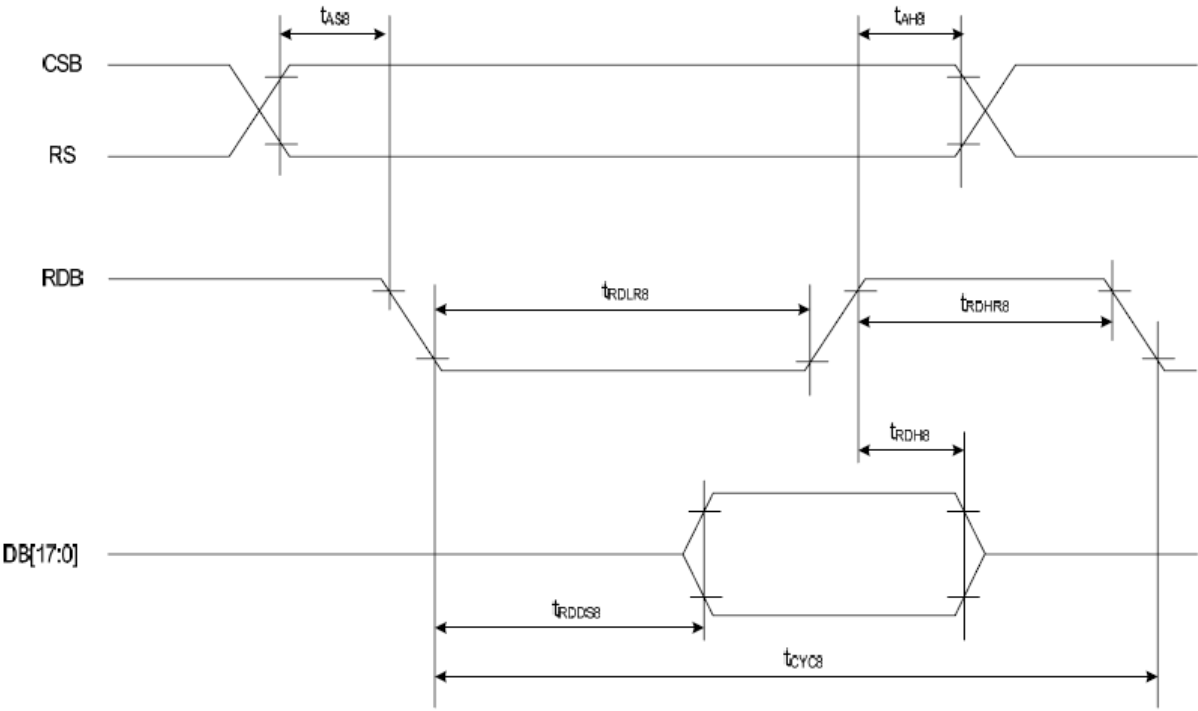 tAS8
tAH8
CSB
RS
RDB
tRDLR8
tRDHR8
tRDH8
DB[17:0]
tRDDS8
tCYC8